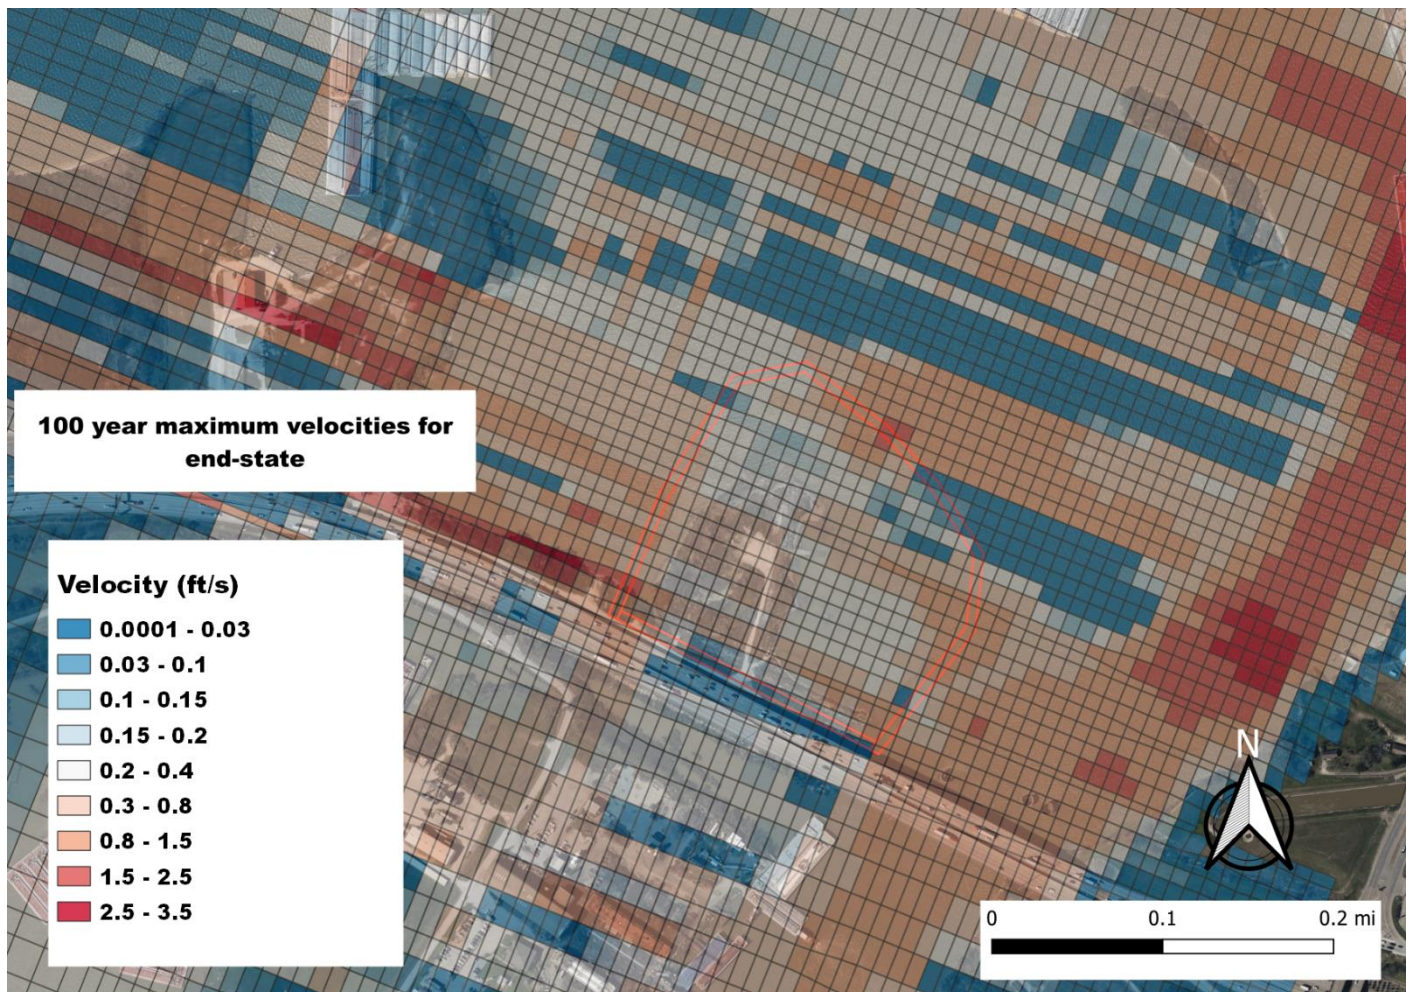 100 year maximum velocities for
end-state
Velocity (ft/s)
0.0001 - 0.03
0.03 - 0.1
0.1 - 0.15
0.15 - 0.2
0.2 - 0.4
0.3 - 0.8
0.8 - 1.5
1.5 - 2.5
2.5 - 3.5
N
0 0.1 0.2 mi